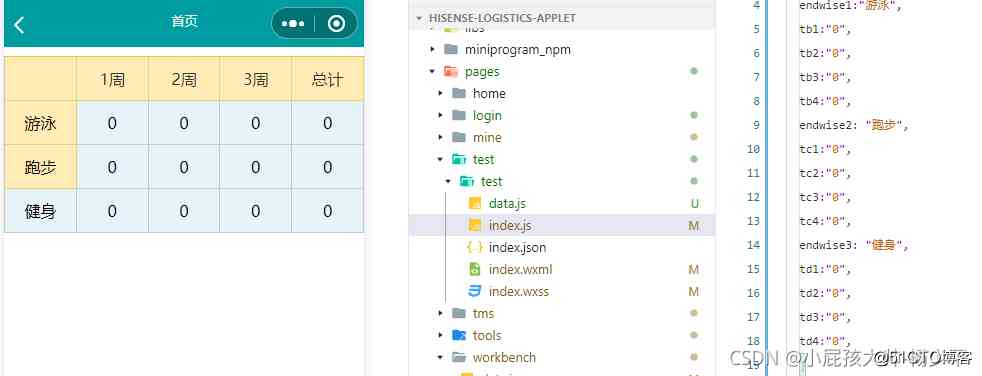 首页
1周 2周 3周 总计
游泳 0 0 0 0
跑步 0 0 0 0
健身 0 0 0 0
HISENSE-LOGISTICS-APPLET
libs
miniprogram_npm
pages
home
login
mine
test
test
data.js U
index.js M
index.json
index.wxml M
index.wxss M
tms
tools
workbench
4 endwise1:"游泳",
5 tb1:"0",
6 tb2:"0",
7 tb3:"0",
8 tb4:"0",
9 endwise2: "跑步",
10 tc1:"0",
11 tc2:"0",
12 tc3:"0",
13 tc4:"0",
14 endwise3: "健身",
15 td1:"0",
16 td2:"0",
17 td3:"0",
18 td4:"0",
19
CSDN @小屁孩大
@51CTO博客